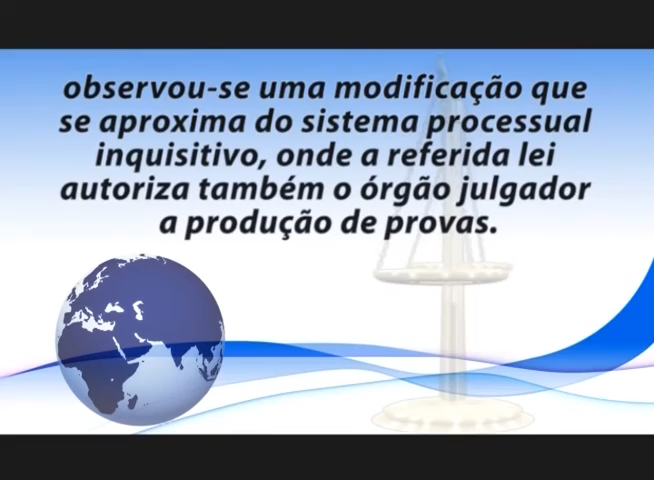 observou-se uma modificação que
se aproxima do sistema processual
inquisitivo, onde a referida lei
autoriza também o órgão julgador
a produção de provas.